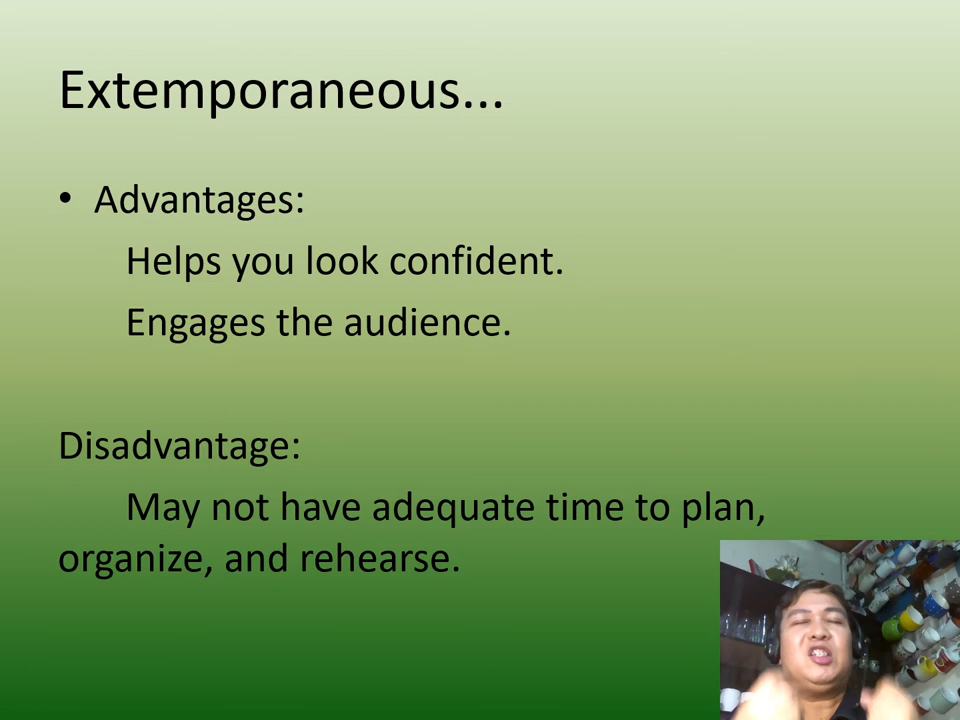 Extemporaneous...
• Advantages:
Helps you look confident.
Engages the audience.
Disadvantage:
May not have adequate time to plan,
organize, and rehearse.